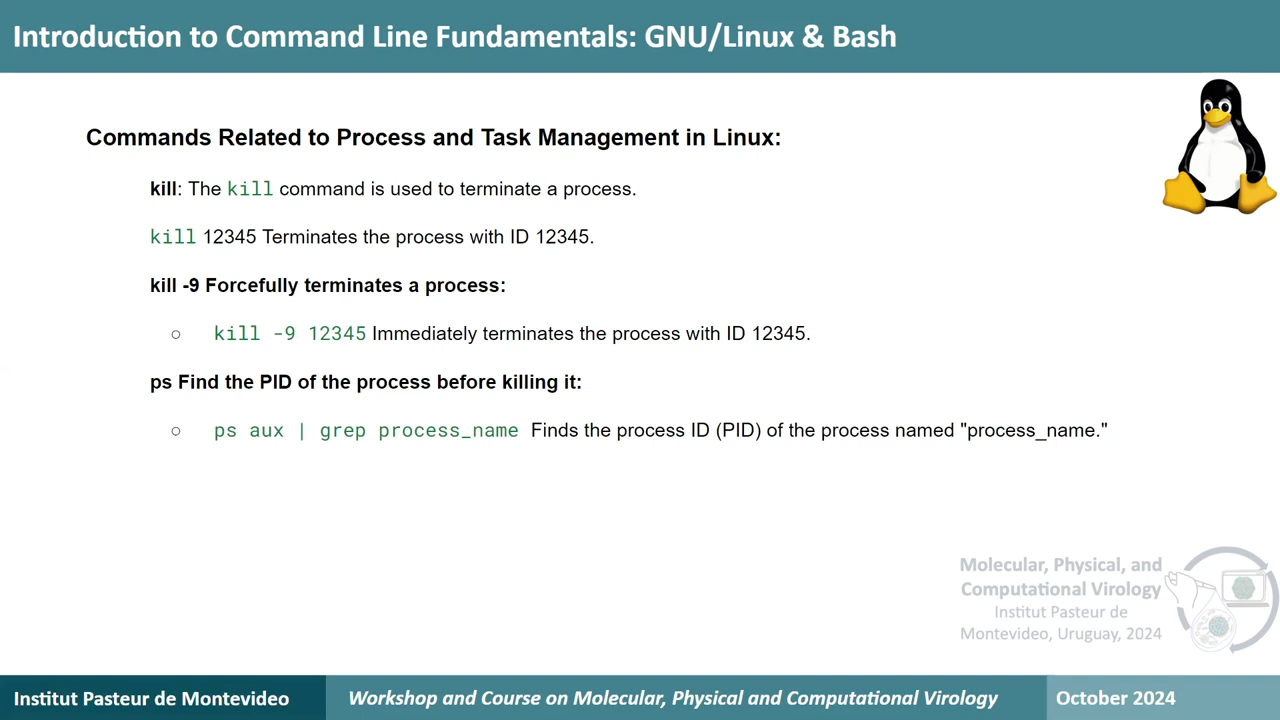 Introduction to Command Line Fundamentals: GNU/Linux & Bash
Commands Related to Process and Task Management in Linux:
kill: The kill command is used to terminate a process.
kill 12345 Terminates the process with ID 12345.
kill -9 Forcefully terminates a process:
○ kill -9 12345 Immediately terminates the process with ID 12345.
ps Find the PID of the process before killing it:
○ ps aux | grep process_name Finds the process ID (PID) of the process named "process_name."
Molecular, Physical, and
Computational Virology
Institut Pasteur de
Montevideo, Uruguay, 2024
Institut Pasteur de Montevideo
Workshop and Course on Molecular, Physical and Computational Virology
October 2024